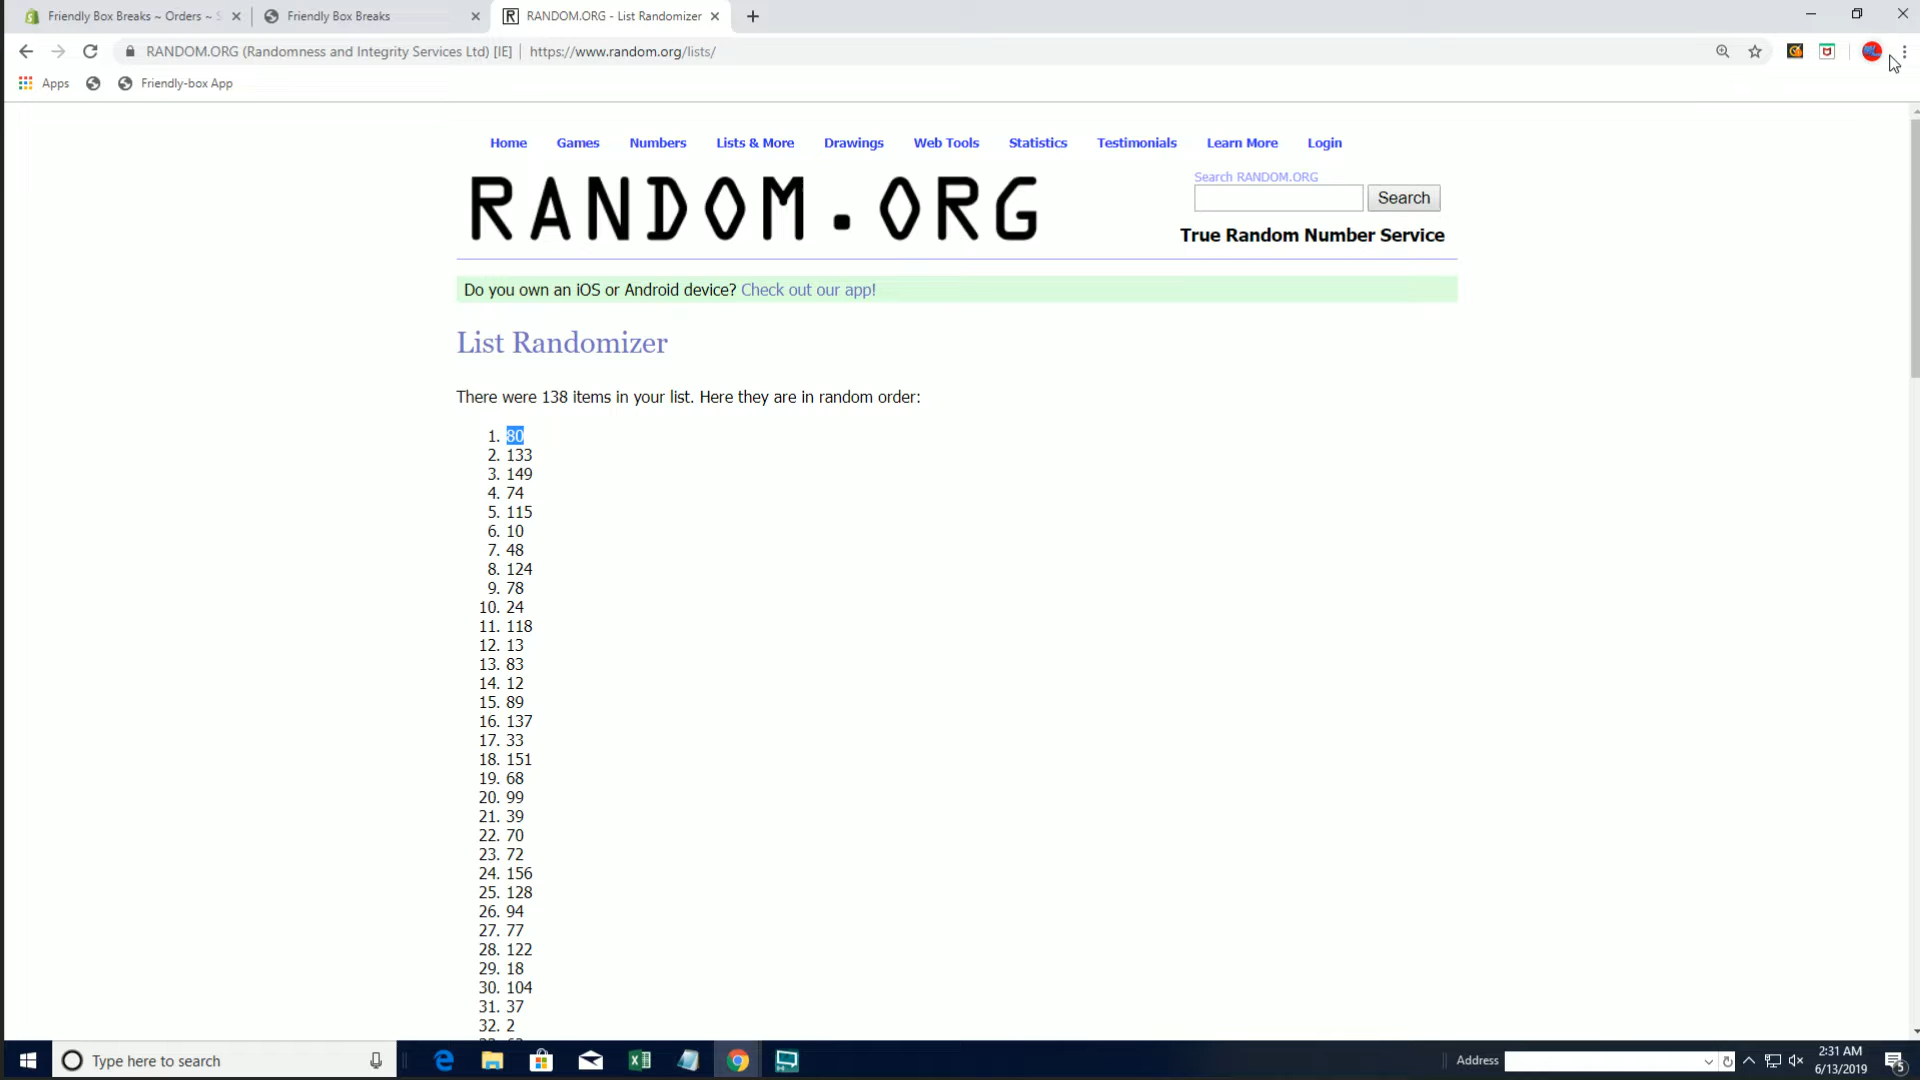 Friendly Box Breaks ~ Orders ~ S
Friendly Box Breaks
RANDOM.ORG - List Randomizer
RANDOM.ORG (Randomness and Integrity Services Ltd) [IE] | https://www.random.org/lists/
Apps
Friendly-box App
Home Games Numbers Lists & More Drawings Web Tools Statistics Testimonials Learn More Login
RANDOM.ORG
Search RANDOM.ORG
Search
True Random Number Service
Do you own an iOS or Android device? Check out our app!
List Randomizer
There were 138 items in your list. Here they are in random order:
1. 80
2. 133
3. 149
4. 74
5. 115
6. 10
7. 48
8. 124
9. 78
10. 24
11. 118
12. 13
13. 83
14. 12
15. 89
16. 137
17. 33
18. 151
19. 68
20. 99
21. 39
22. 70
23. 72
24. 156
25. 128
26. 94
27. 77
28. 122
29. 18
30. 104
31. 37
32. 2
Type here to search
Address
2:31 AM
6/13/2019
5